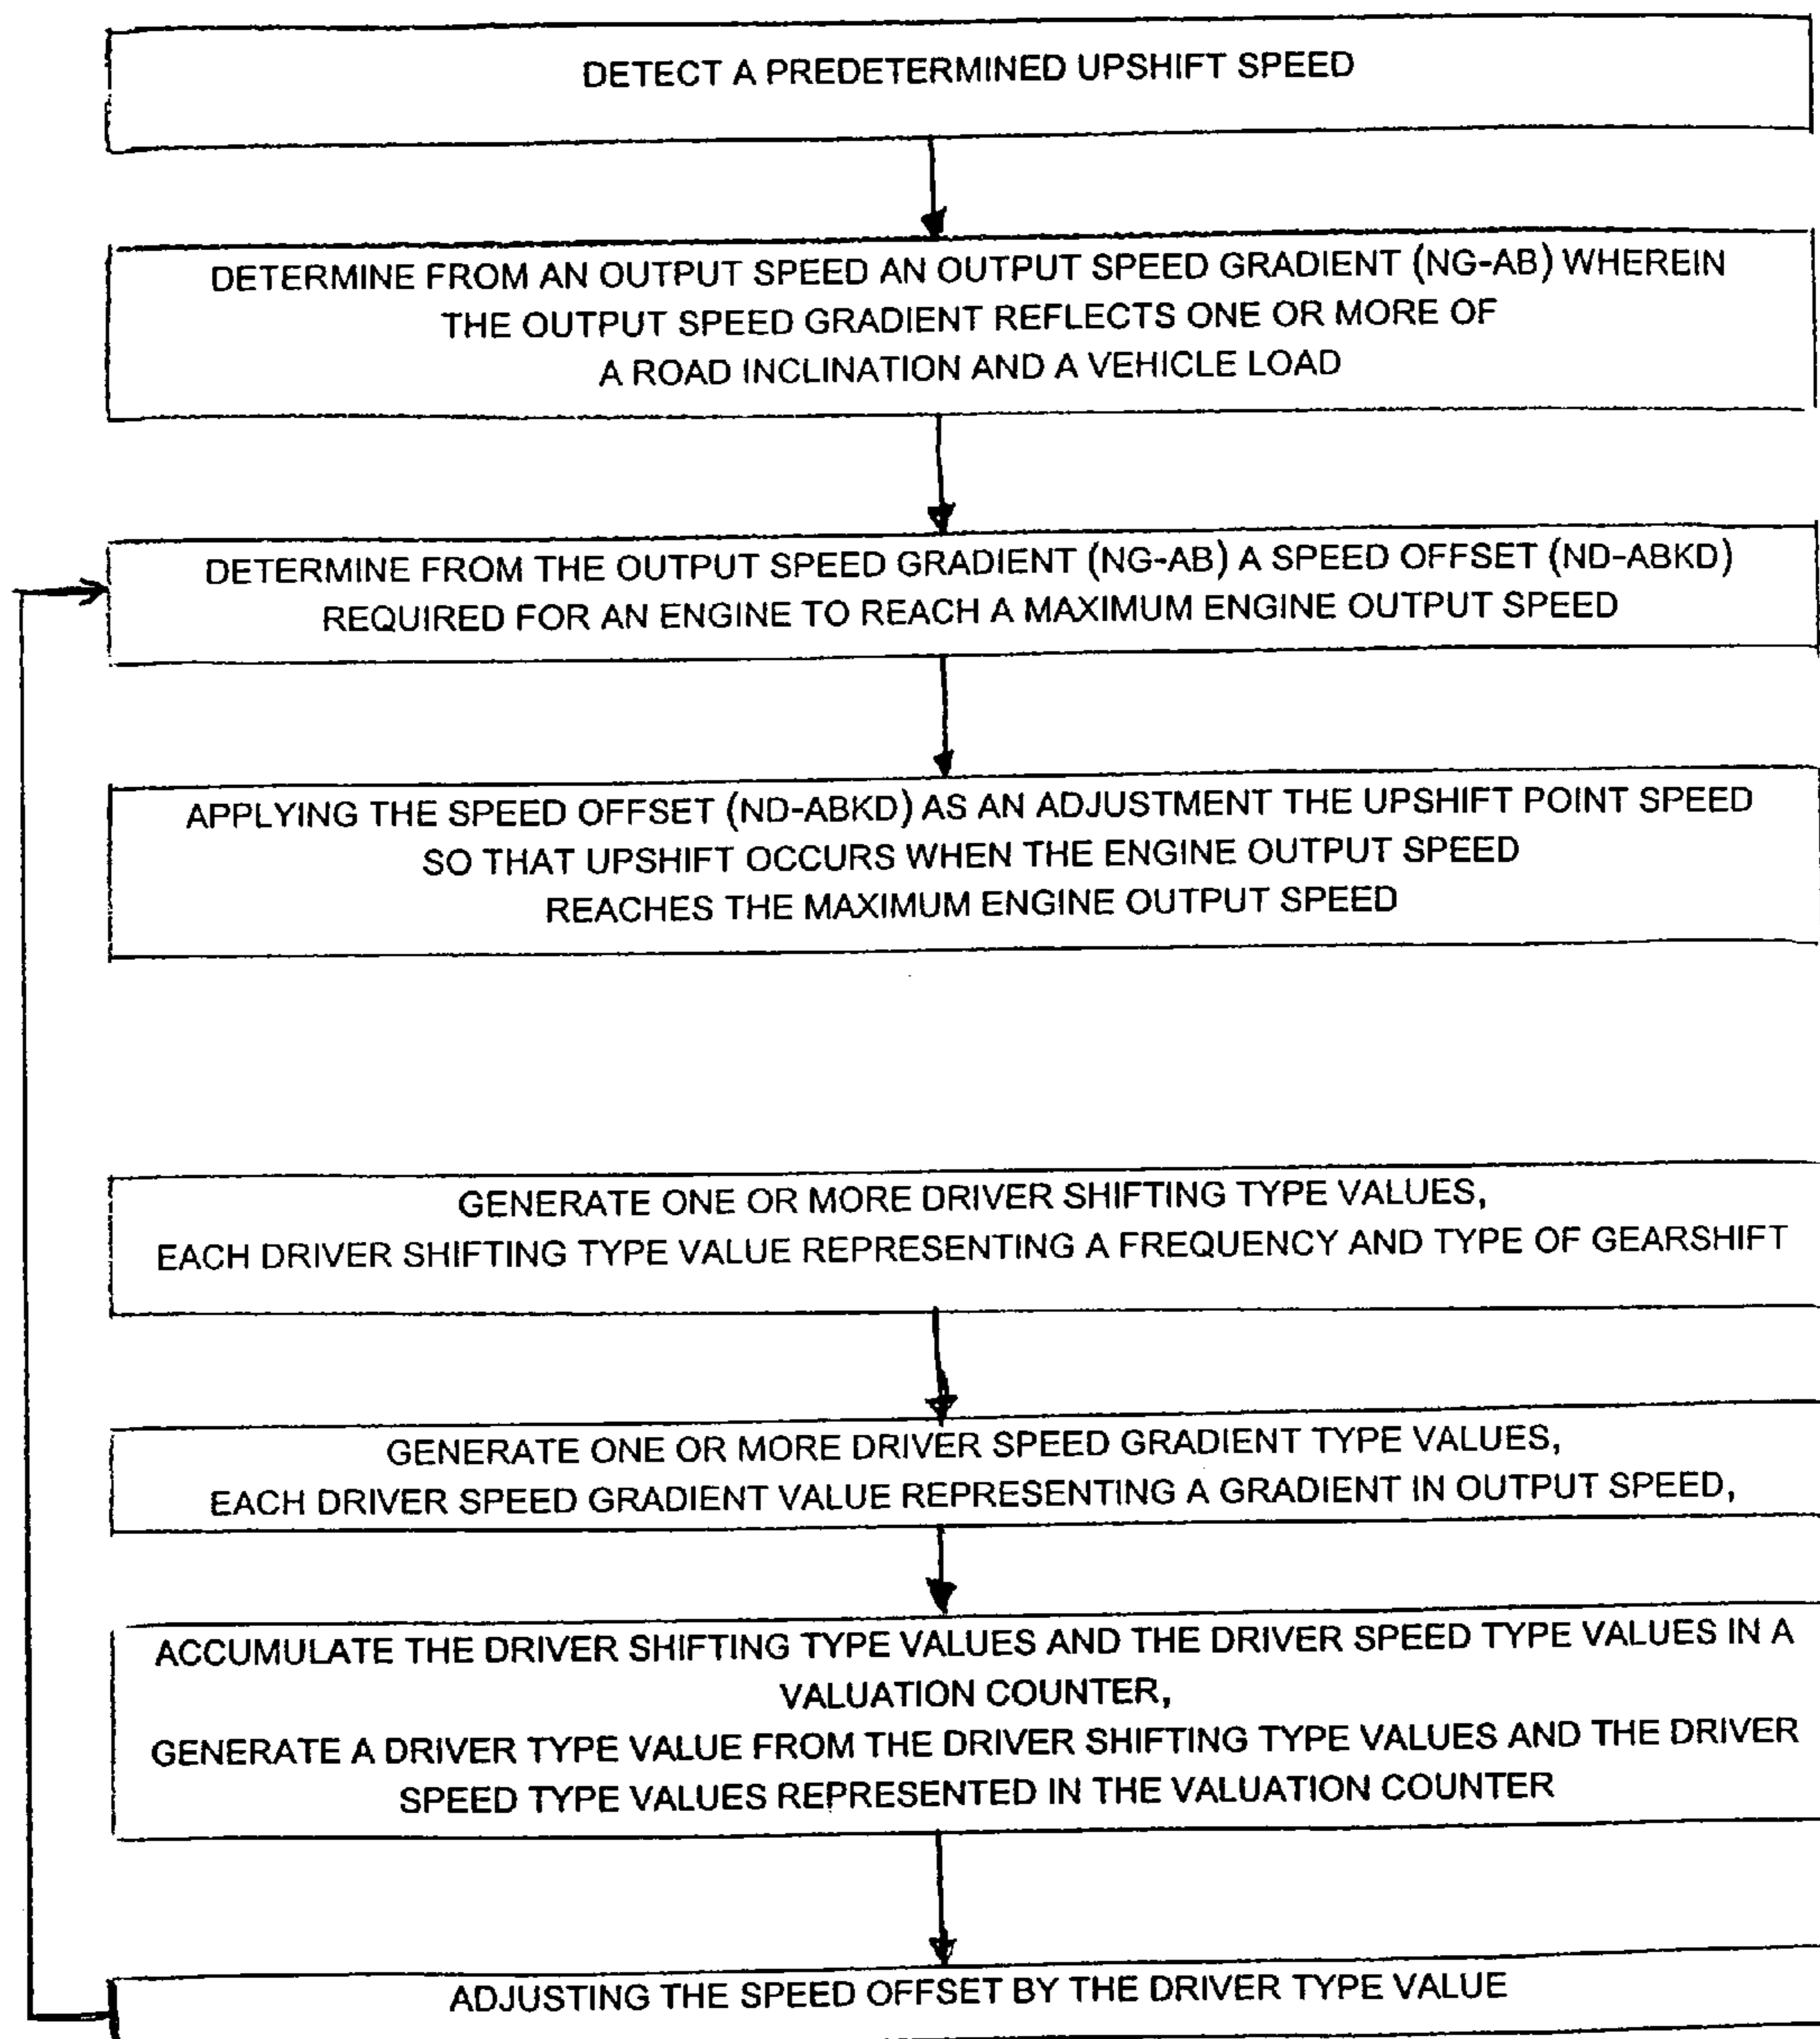 DETECT A PREDETERMINED UPSHIFT SPEED
DETERMINE FROM AN OUTPUT SPEED AN OUTPUT SPEED GRADIENT (NG-AB) WHEREIN
THE OUTPUT SPEED GRADIENT REFLECTS ONE OR MORE OF
A ROAD INCLINATION AND A VEHICLE LOAD
DETERMINE FROM THE OUTPUT SPEED GRADIENT (NG-AB) A SPEED OFFSET (ND-ABKD)
REQUIRED FOR AN ENGINE TO REACH A MAXIMUM ENGINE OUTPUT SPEED
APPLYING THE SPEED OFFSET (ND-ABKD) AS AN ADJUSTMENT THE UPSHIFT POINT SPEED
SO THAT UPSHIFT OCCURS WHEN THE ENGINE OUTPUT SPEED
REACHES THE MAXIMUM ENGINE OUTPUT SPEED
GENERATE ONE OR MORE DRIVER SHIFTING TYPE VALUES,
EACH DRIVER SHIFTING TYPE VALUE REPRESENTING A FREQUENCY AND TYPE OF GEARSHIFT
GENERATE ONE OR MORE DRIVER SPEED GRADIENT TYPE VALUES,
EACH DRIVER SPEED GRADIENT VALUE REPRESENTING A GRADIENT IN OUTPUT SPEED,
ACCUMULATE THE DRIVER SHIFTING TYPE VALUES AND THE DRIVER SPEED TYPE VALUES IN A
VALUATION COUNTER,
GENERATE A DRIVER TYPE VALUE FROM THE DRIVER SHIFTING TYPE VALUES AND THE DRIVER
SPEED TYPE VALUES REPRESENTED IN THE VALUATION COUNTER
ADJUSTING THE SPEED OFFSET BY THE DRIVER TYPE VALUE